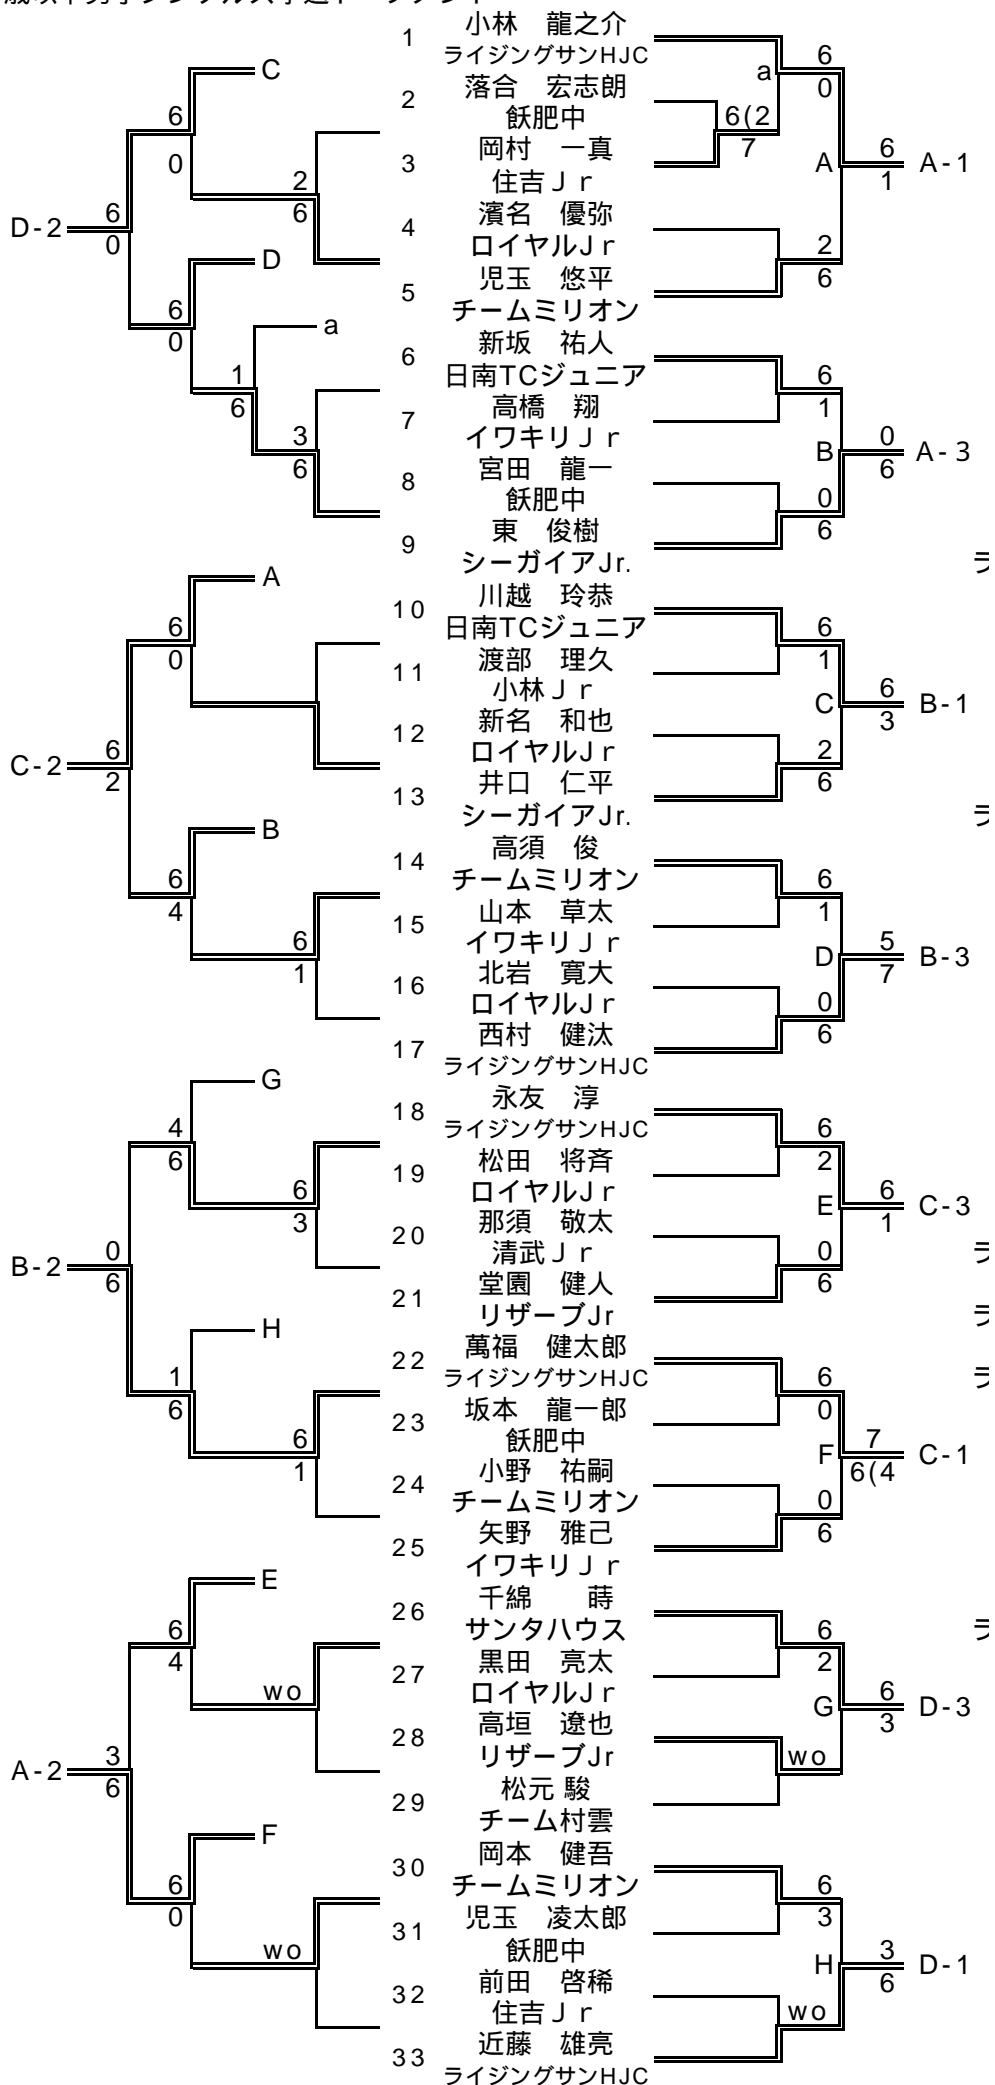 1 小林　龍之介
ライジングサンHJC
2 落合　宏志朗
飫肥中
3 岡村　一真
住吉Ｊｒ
4 濱名　優弥
ロイヤルJｒ
5 児玉　悠平
チームミリオン
6 新坂　祐人
日南TCジュニア
7 高橋　翔
イワキリＪｒ
8 宮田　龍一
飫肥中
9 東　俊樹
シーガイアJr.
10 川越　玲恭
日南TCジュニア
11 渡部　理久
小林Ｊｒ
12 新名　和也
ロイヤルJｒ
13 井口　仁平
シーガイアJr.
14 高須　俊
チームミリオン
15 山本　草太
イワキリＪｒ
16 北岩　寛大
ロイヤルJｒ
17 西村　健汰
ライジングサンHJC
18 永友　淳
ライジングサンHJC
19 松田　将斉
ロイヤルJｒ
20 那須　敬太
清武Ｊｒ
21 堂園　健人
リザーブJr
22 萬福　健太郎
ライジングサンHJC
23 坂本　龍一郎
飫肥中
24 小野　祐嗣
チームミリオン
25 矢野　雅己
イワキリＪｒ
26 千綿　　蒔
サンタハウス
27 黒田　亮太
ロイヤルJｒ
28 高垣　遼也
リザーブJr
29 松元 駿
チーム村雲
30 岡本　健吾
チームミリオン
31 児玉　凌太郎
飫肥中
32 前田　啓稀
住吉Ｊｒ
33 近藤　雄亮
ライジングサンHJC
C
6
0
2
6
D-2
6
0
D
6
0
a
1
6
3
6
A
6
0
C-2
6
2
B
6
4
6
1
G
4
6
6
3
B-2
0
6
H
1
6
6
1
E
6
4
wo
A-2
3
6
F
6
0
wo
a
6
0
6(2
7
A
6
1
A-1
2
6
6
1
B
0
6
A-3
0
6
6
1
C
6
3
B-1
2
6
6
1
D
5
7
B-3
0
6
6
2
E
6
1
C-3
0
6
6
0
F
7
6(4
C-1
0
6
6
2
G
6
3
D-3
wo
6
3
H
3
6
D-1
wo
ラ
ラ
ラ
ラ
ラ
ラ